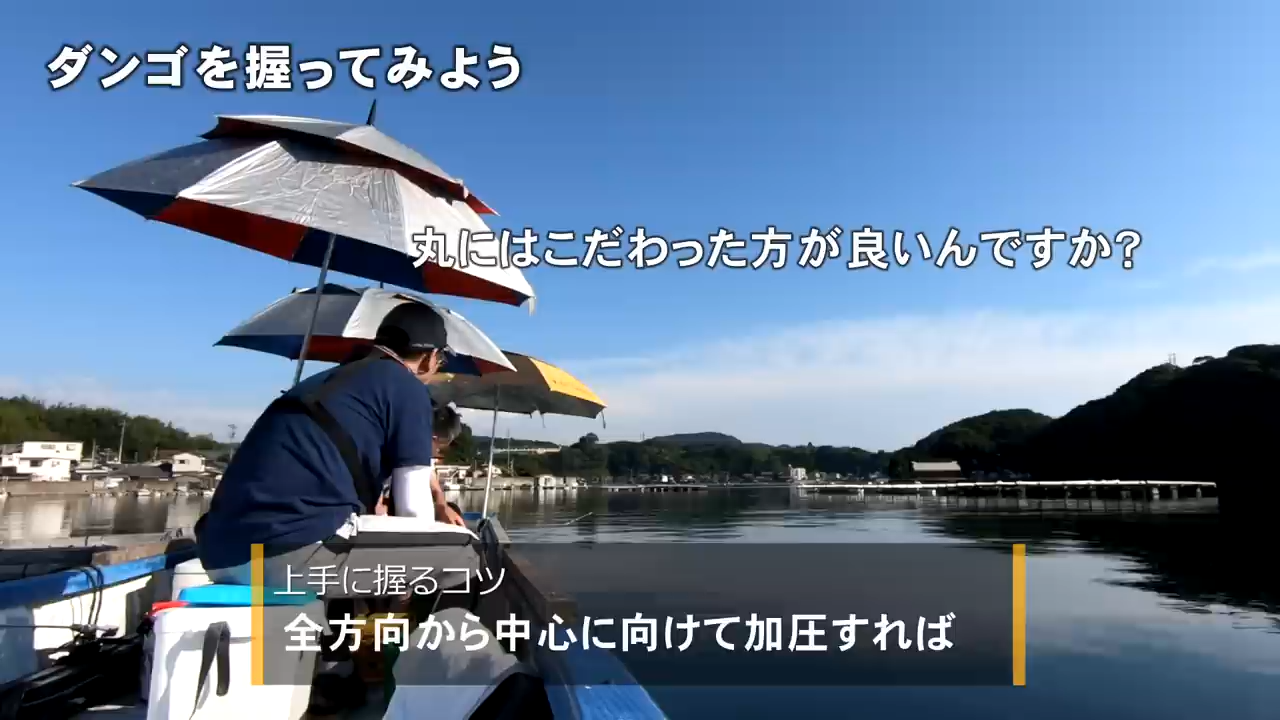 ダンゴを握ってみよう
丸にはこだわった方が良いんですか？
上手に握るコツ
全方向から中心に向けて加圧すれば